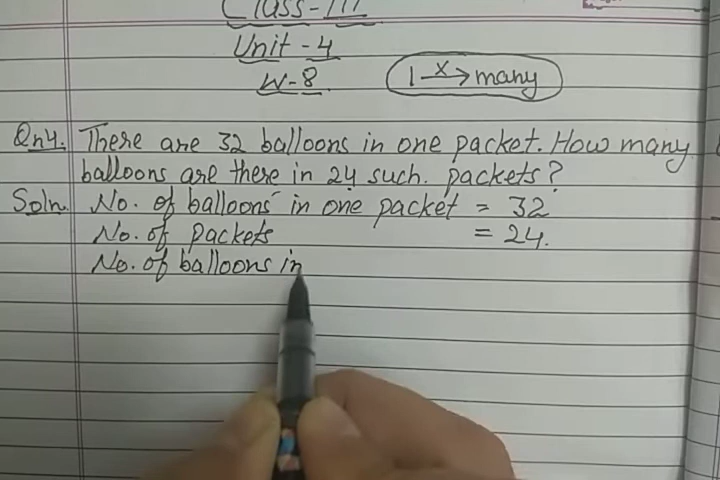 Class-III
Unit - 4
W-8
1 x→ many
Qn4. There are 32 balloons in one packet. How many
balloons are there in 24 such. packets?
Soln. No. of balloons in one packet = 32
No. of packets = 24.
No. of balloons in